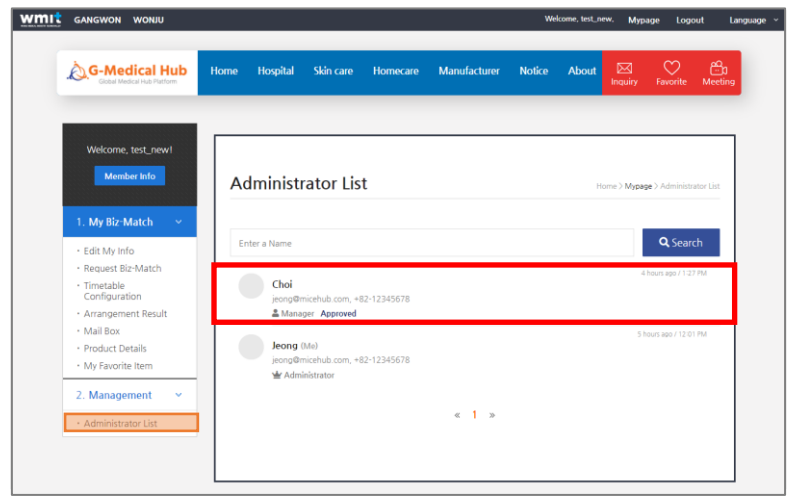 wmit GANGWON WONJU Welcome, test_new, Mypage Logout Language
G-Medical Hub
Global Medical Hub Platform
Home Hospital Skin care Homecare Manufacturer Notice About Inquiry Favorite Meeting
Welcome, test_new!
Member Info
1. My Biz-Match
· Edit My Info
· Request Biz-Match
· Timetable
Configuration
· Arrangement Result
· Mail Box
· Product Details
· My Favorite Item
2. Management
· Administrator List
Administrator List
Home > Mypage > Administrator List
Enter a Name
Search
4 hours ago / 1:27 PM
Choi
jeong@micehub.com, +82-12345678
Manager Approved
5 hours ago / 12:01 PM
Jeong (Me)
jeong@micehub.com, +82-12345678
Administrator
« 1 »